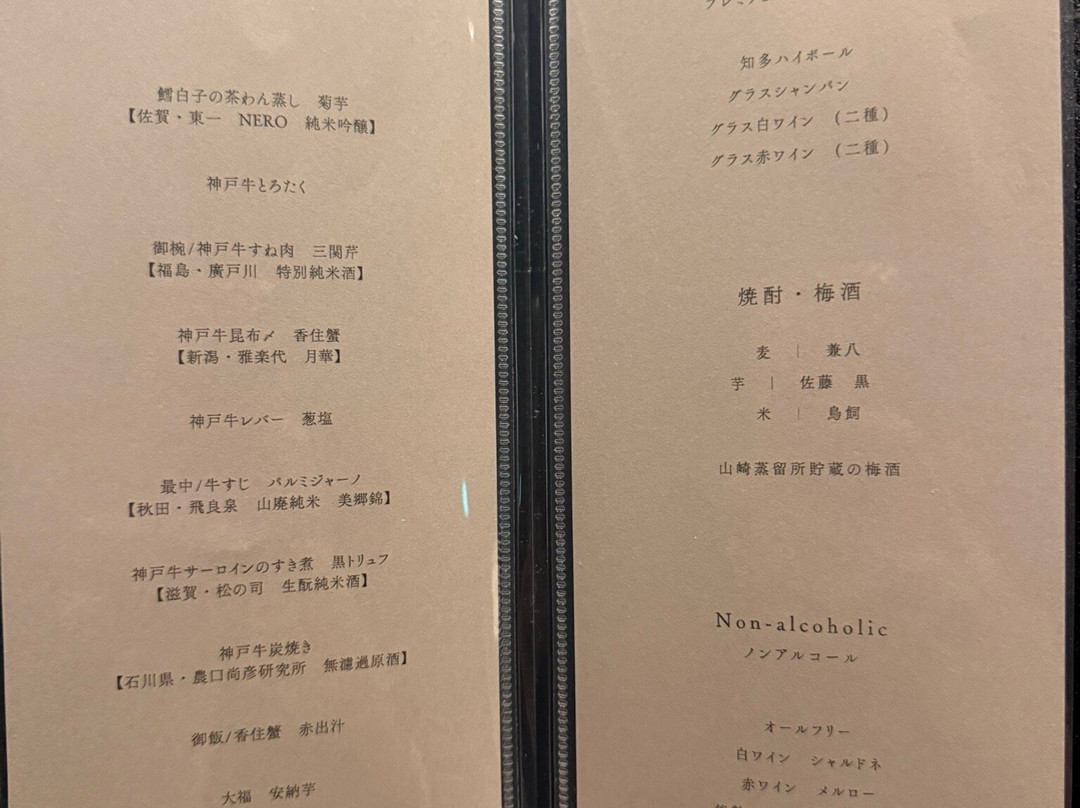 鱈白子の茶わん蒸し　菊芋
【佐賀・東一　NERO　純米吟醸】
神戸牛とろたく
御椀/神戸牛すね肉　三関芹
【福島・廣戸川　特別純米酒】
神戸牛昆布〆　香住蟹
【新潟・雅楽代　月華】
神戸牛レバー　葱塩
最中/牛すじ　パルミジャーノ
【秋田・飛良泉　山廃純米　美郷錦】
神戸牛サーロインのすき煮　黒トリュフ
【滋賀・松の司　生酛純米酒】
神戸牛炭焼き
【石川県・農口尚彦研究所　無濾過原酒】
御飯/香住蟹　赤出汁
大福　安納芋
知多ハイボール
グラスシャンパン
グラス白ワイン　(二種)
グラス赤ワイン　(二種)
焼酎・梅酒
麦　|　兼八
芋　|　佐藤　黒
米　|　鳥飼
山崎蒸留所貯蔵の梅酒
Non-alcoholic
ノンアルコール
オールフリー
白ワイン　シャルドネ
赤ワイン　メルロー